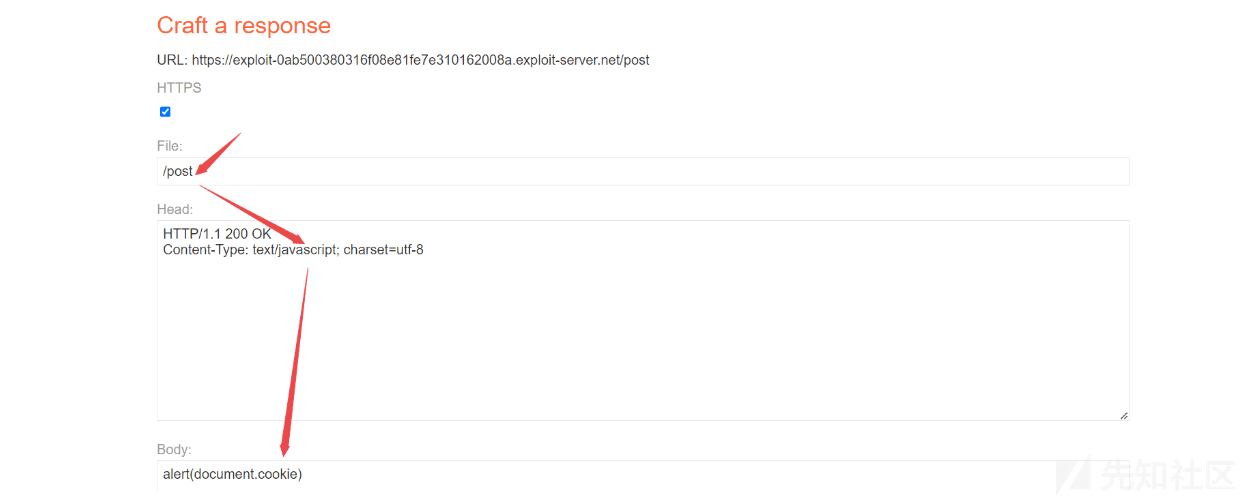 Craft a response
URL: https://exploit-0ab500380316f08e81fe7e310162008a.exploit-server.net/post
HTTPS
File:
/post
Head:
HTTP/1.1 200 OK
Content-Type: text/javascript; charset=utf-8
Body:
alert(document.cookie)
先知社区